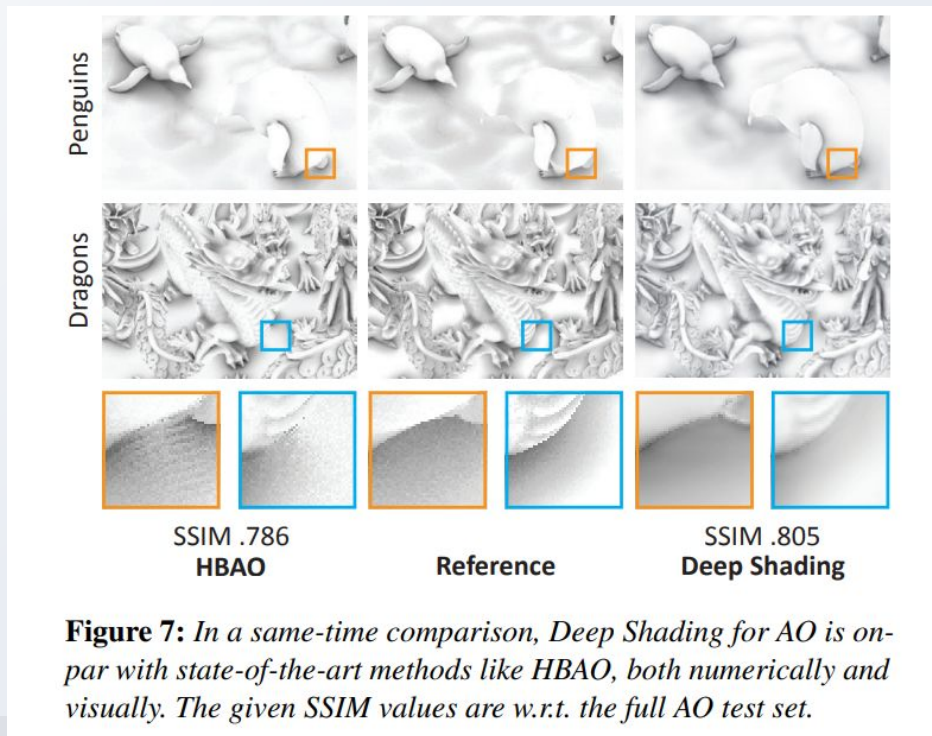 Penguins
Dragons
SSIM .786
HBAO
Reference
SSIM .805
Deep Shading
Figure 7: In a same-time comparison, Deep Shading for AO is on-
par with state-of-the-art methods like HBAO, both numerically and
visually. The given SSIM values are w.r.t. the full AO test set.